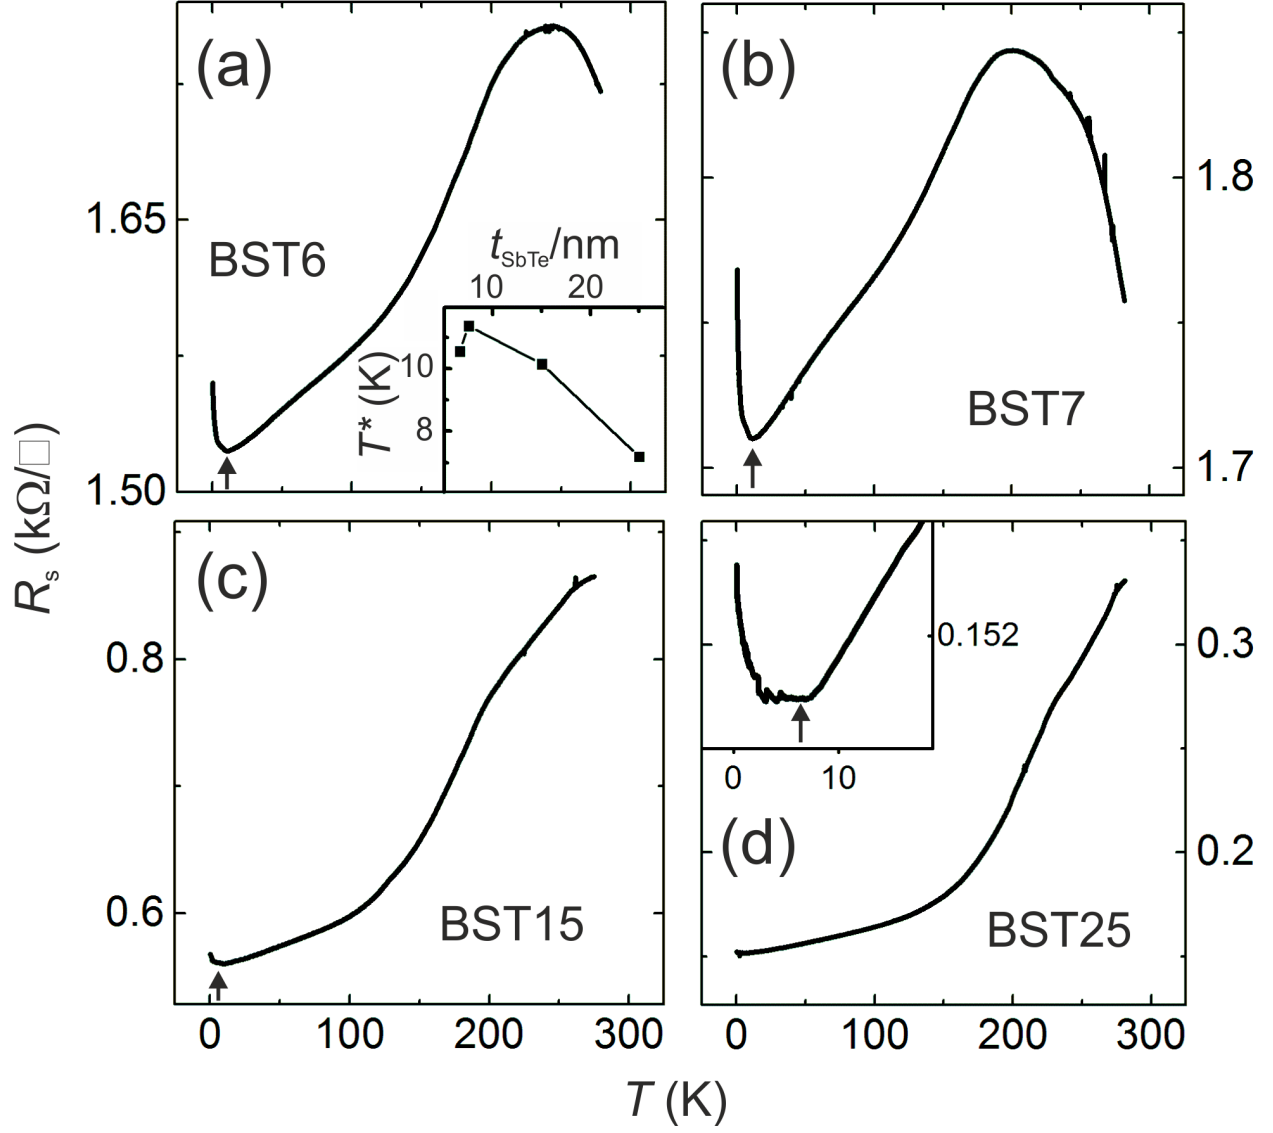 (a)
1.65
BST6
t_SbTe/nm
10 20
T* (K)
10
8
1.50
(b)
1.8
BST7
1.7
R_s (kΩ/□)
(c)
0.8
0.6
BST15
0 100 200 300
0.152
0 10
0.3
(d)
0.2
BST25
0 100 200 300
T (K)